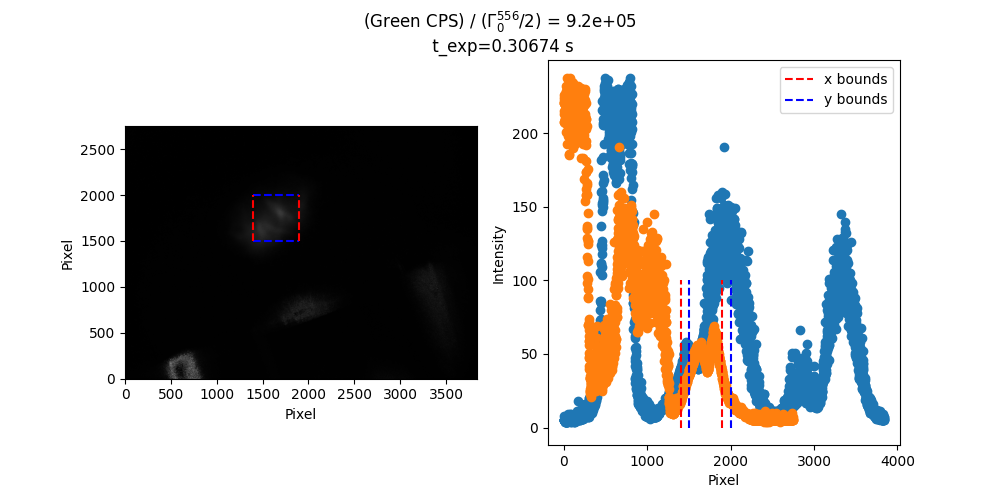 (Green CPS) / (Γ₀⁵⁵⁶/2) = 9.2e+05
t_exp=0.30674 s
2500
2000
1500
1000
500
0
Pixel
0 500 1000 1500 2000 2500 3000 3500
Pixel
200
150
100
50
0
Intensity
x bounds
y bounds
0 1000 2000 3000 4000
Pixel